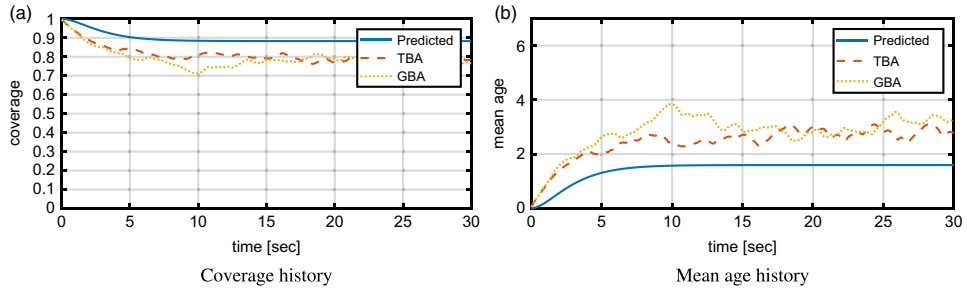 (a)
1
0.9
0.8
0.7
0.6
0.5
0.4
0.3
0.2
0.1
0
coverage
Predicted
TBA
GBA
0 5 10 15 20 25 30
time [sec]
Coverage history
(b)
6
4
2
0
mean age
Predicted
TBA
GBA
0 5 10 15 20 25 30
time [sec]
Mean age history